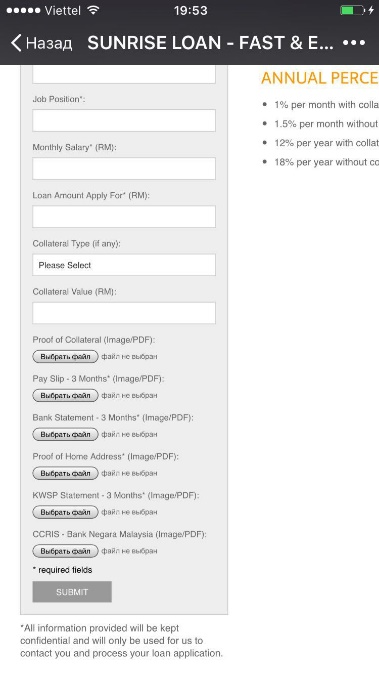 Viettel 19:53
Назад SUNRISE LOAN - FAST & E...
Job Position*:
Monthly Salary* (RM):
Loan Amount Apply For* (RM):
Collateral Type (if any):
Please Select
Collateral Value (RM):
Proof of Collateral (Image/PDF):
Выбрать файл файл не выбран
Pay Slip - 3 Months* (Image/PDF):
Выбрать файл файл не выбран
Bank Statement - 3 Months* (Image/PDF):
Выбрать файл файл не выбран
Proof of Home Address* (Image/PDF):
Выбрать файл файл не выбран
KWSP Statement - 3 Months* (Image/PDF):
Выбрать файл файл не выбран
CCRIS - Bank Negara Malaysia (Image/PDF):
Выбрать файл файл не выбран
* required fields
SUBMIT
*All information provided will be kept
confidential and will only be used for us to
contact you and process your loan application.
ANNUAL PERCE
1% per month with colla
1.5% per month without
12% per year with collat
18% per year without co